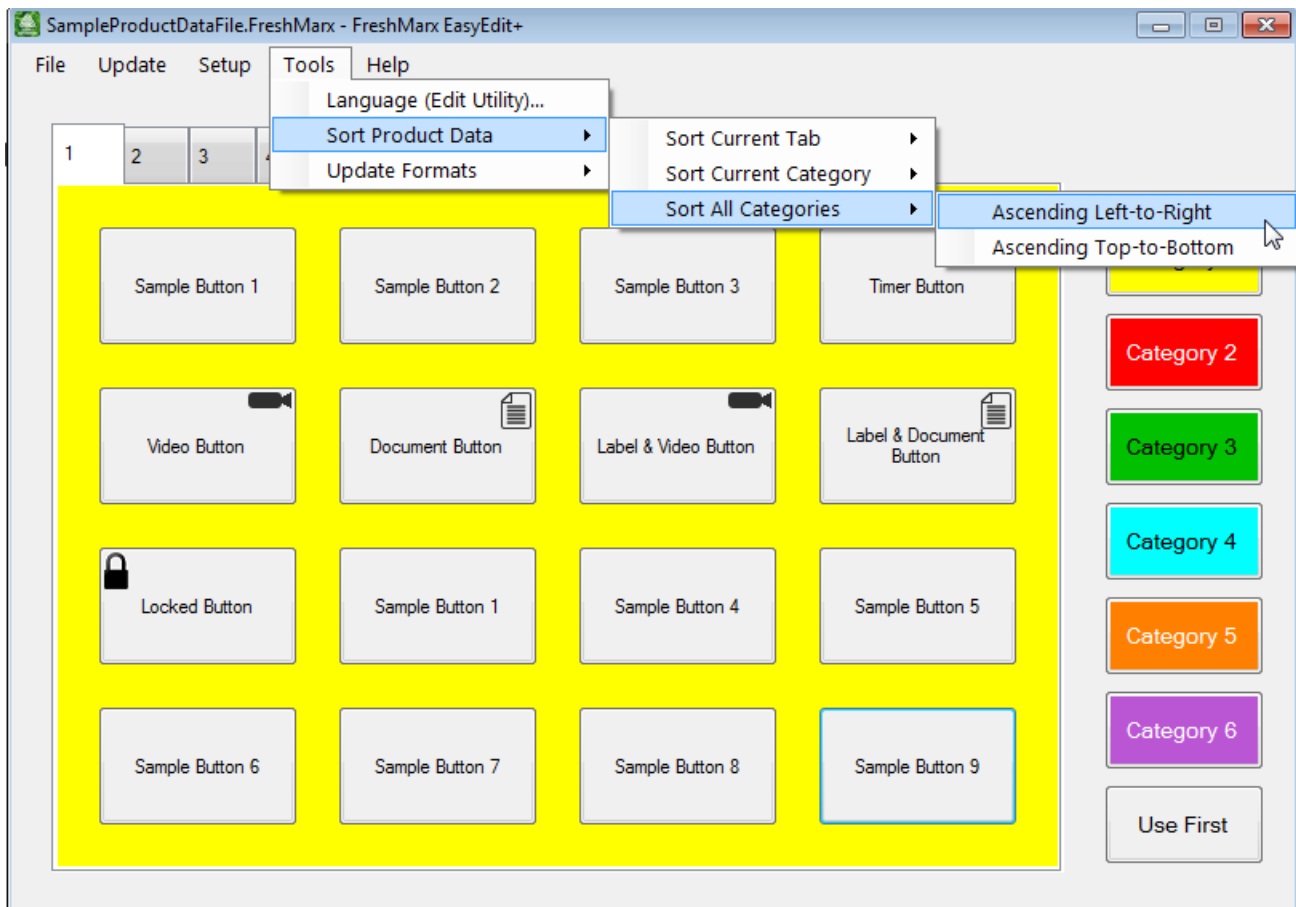 SampleProductDataFile.FreshMarx - FreshMarx EasyEdit+
File Update Setup Tools Help
Language (Edit Utility)...
Sort Product Data
Update Formats
Sort Current Tab
Sort Current Category
Sort All Categories
Ascending Left-to-Right
Ascending Top-to-Bottom
1 2 3
Sample Button 1
Sample Button 2
Sample Button 3
Timer Button
Video Button
Document Button
Label & Video Button
Label & Document
Button
Locked Button
Sample Button 1
Sample Button 4
Sample Button 5
Sample Button 6
Sample Button 7
Sample Button 8
Sample Button 9
Category 2
Category 3
Category 4
Category 5
Category 6
Use First